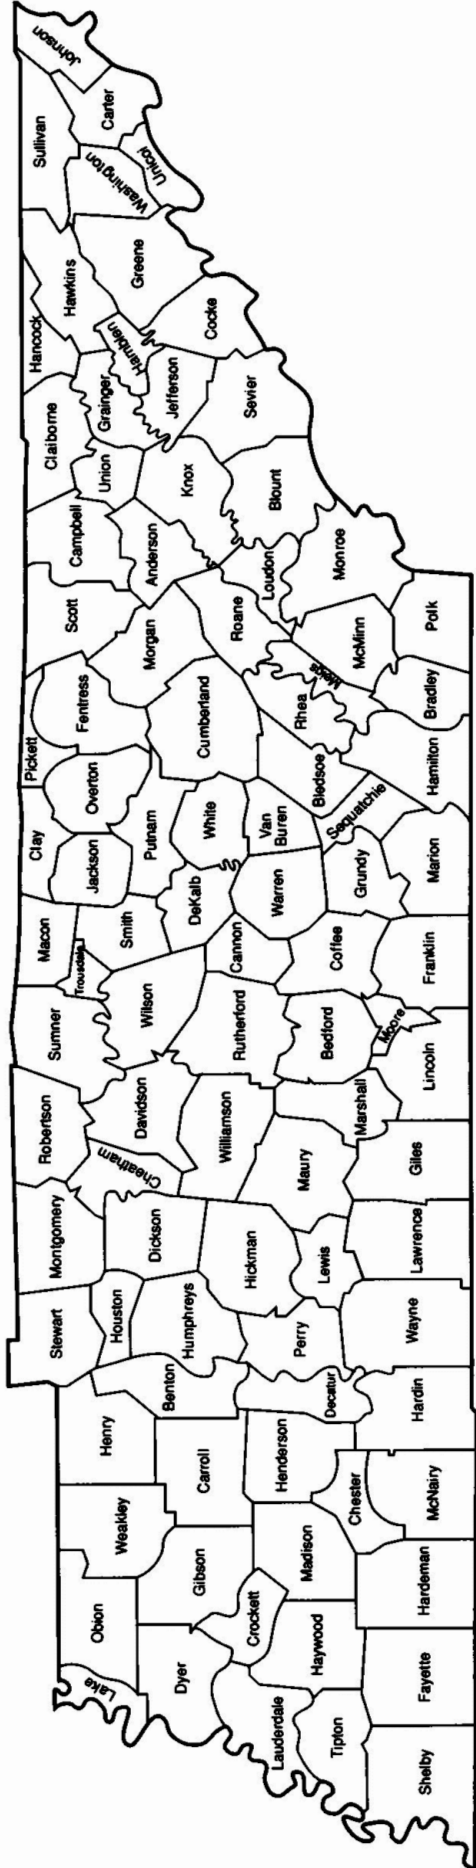 Lake
Obion
Weakley
Henry
Stewart
Montgomery
Robertson
Sumner
Macon
Trousdale
Clay
Pickett
Scott
Campbell
Claiborne
Hancock
Hawkins
Sullivan
Johnson
Carter
Washington
Unicoi
Dyer
Gibson
Carroll
Benton
Houston
Humphreys
Dickson
Cheatham
Davidson
Wilson
Smith
Jackson
Overton
Fentress
Putnam
Morgan
Anderson
Union
Grainger
Hamblen
Greene
Cocke
Jefferson
Knox
Sevier
Blount
Loudon
Roane
Cumberland
White
DeKalb
Cannon
Rutherford
Williamson
Hickman
Perry
Decatur
Henderson
Madison
Crockett
Haywood
Lauderdale
Tipton
Chester
Lewis
Maury
Marshall
Bedford
Coffee
Warren
Van
Buren
Bledsoe
Rhea
Meigs
McMinn
Monroe
Sequatchie
Grundy
Moore
Shelby
Fayette
Hardeman
McNairy
Hardin
Wayne
Lawrence
Giles
Lincoln
Franklin
Marion
Hamilton
Bradley
Polk